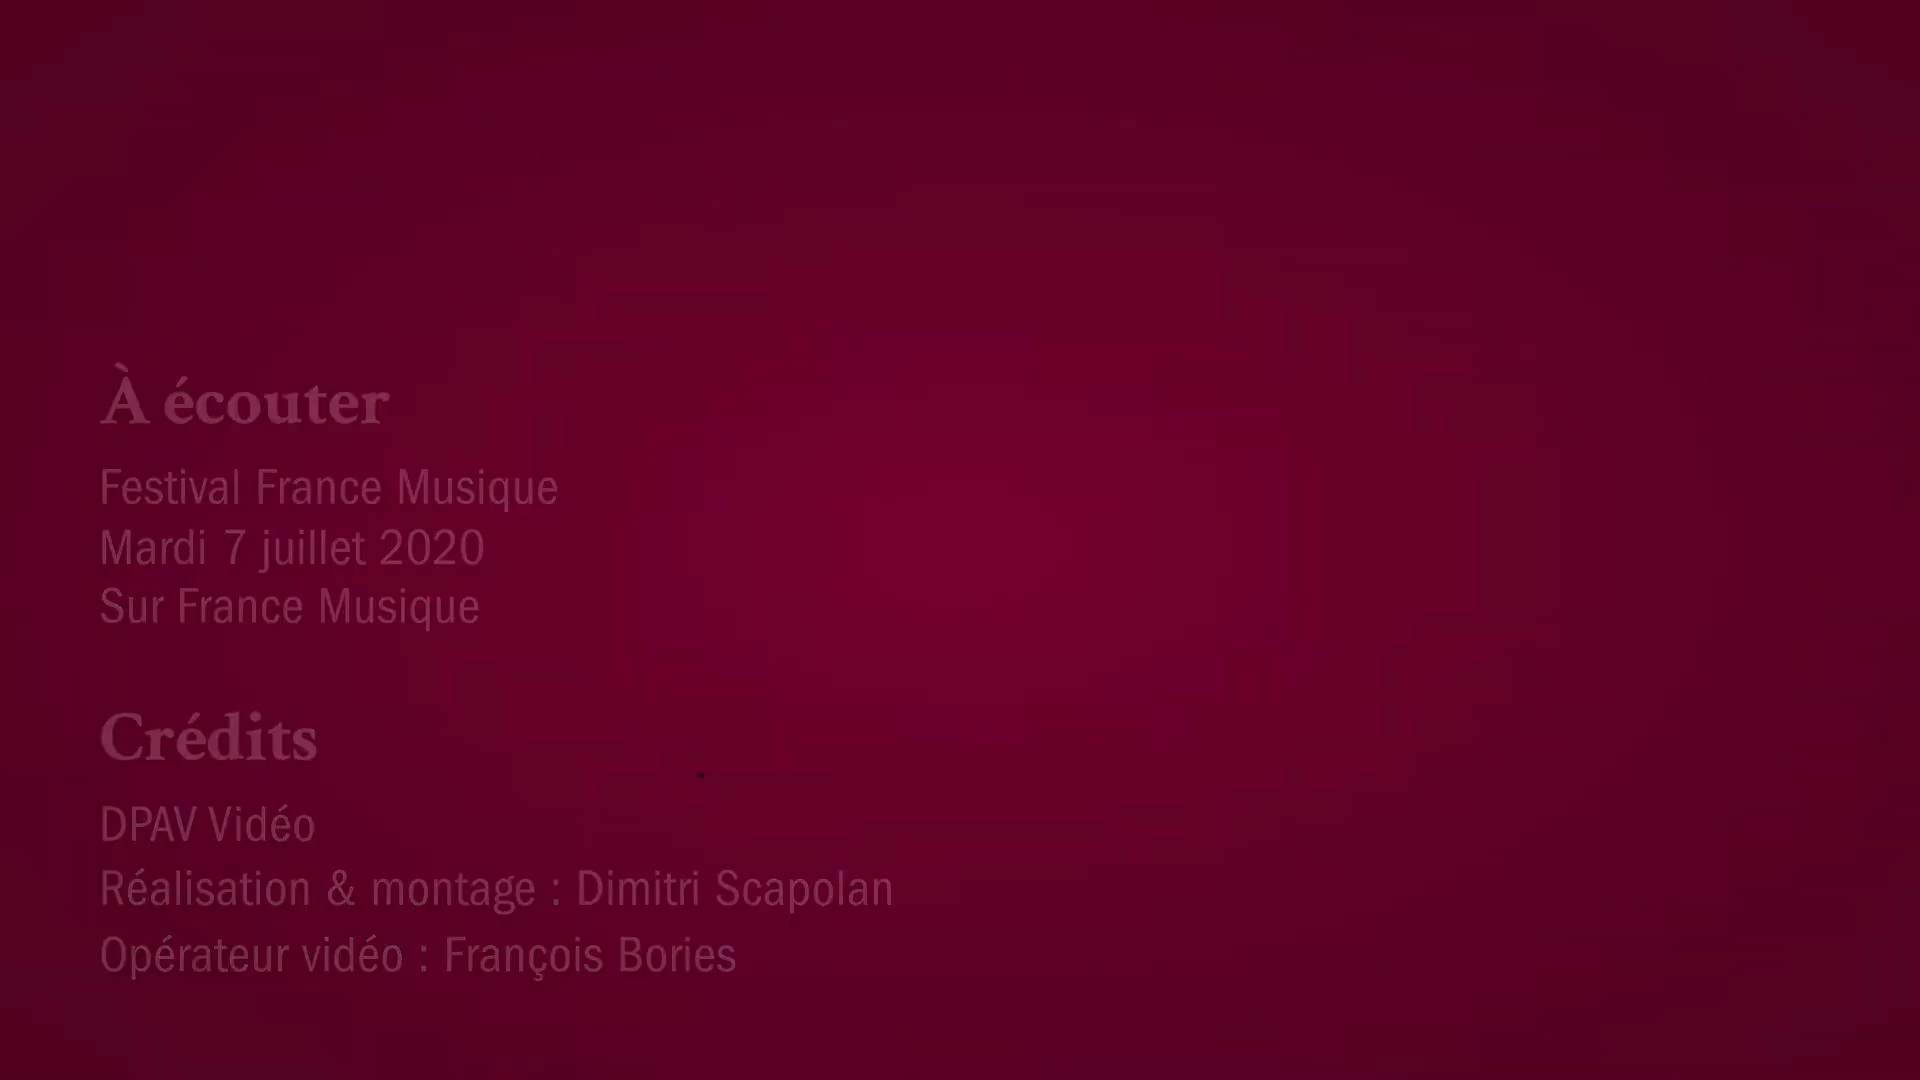 À écouter
Festival France Musique
Mardi 7 juillet 2020
Sur France Musique
Crédits
DPAV Vidéo
Réalisation & montage : Dimitri Scapolan
Opérateur vidéo : François Bories